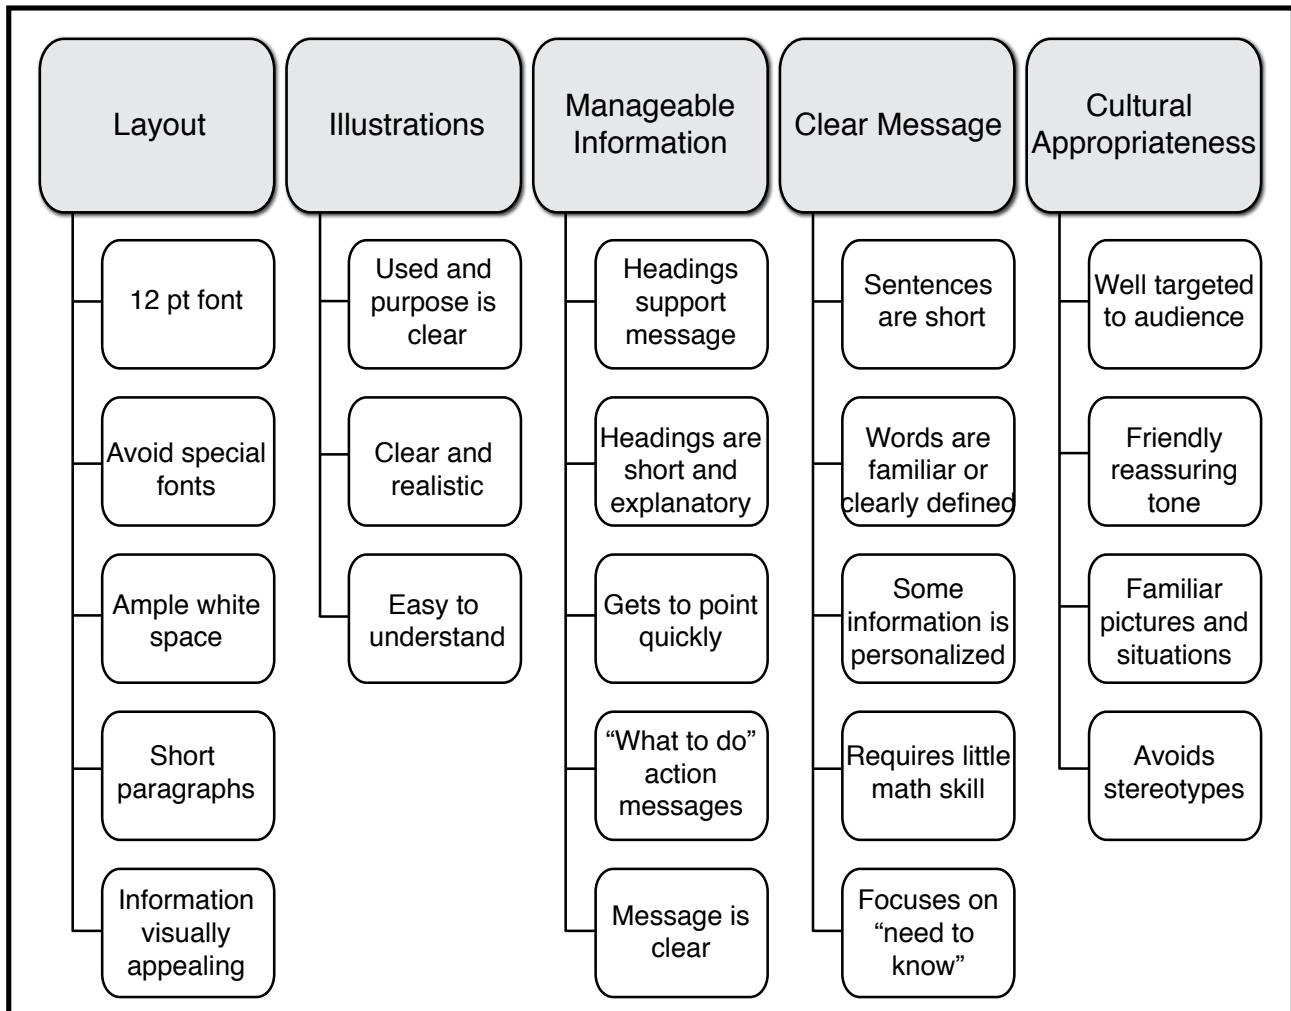 Layout
12 pt font
Avoid special
fonts
Ample white
space
Short
paragraphs
Information
visually
appealing
Illustrations
Used and
purpose is
clear
Clear and
realistic
Easy to
understand
Manageable
Information
Headings
support
message
Headings are
short and
explanatory
Gets to point
quickly
“What to do”
action
messages
Message is
clear
Clear Message
Sentences
are short
Words are
familiar or
clearly defined
Some
information is
personalized
Requires little
math skill
Focuses on
“need to
know”
Cultural
Appropriateness
Well targeted
to audience
Friendly
reassuring
tone
Familiar
pictures and
situations
Avoids
stereotypes